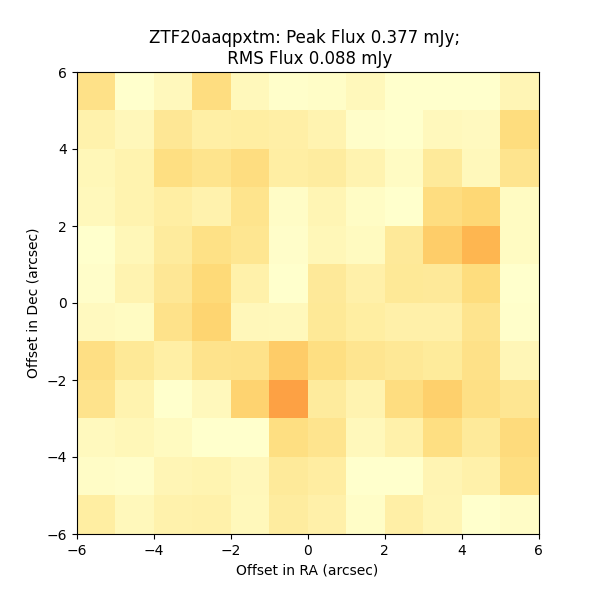 ZTF20aaqpxtm: Peak Flux 0.377 mJy;
RMS Flux 0.088 mJy
6
4
2
0
−2
−4
−6
Offset in Dec (arcsec)
−6 −4 −2 0 2 4 6
Offset in RA (arcsec)